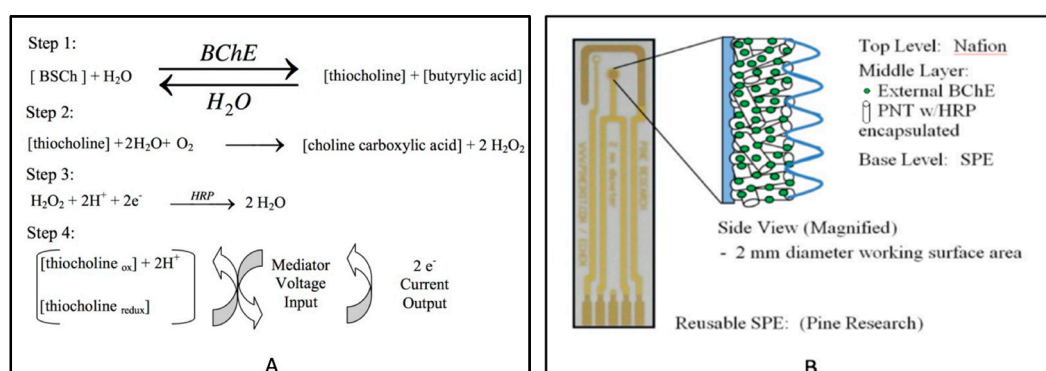 Step 1:
BChE
[ BSCh ] + H₂O
[thiocholine] + [butyrylic acid]
H₂O
Step 2:
[thiocholine] +2H₂O+ O₂
[choline carboxylic acid] + 2 H₂O₂
Step 3:
H₂O₂ + 2H⁺ + 2e⁻
HRP
2 H₂O
Step 4:
[thiocholine ox] + 2H⁺
[thiocholine redux]
Mediator
Voltage
Input
2 e⁻
Current
Output
A
Top Level: Nafion
Middle Layer:
External BChE
PNT w/HRP
encapsulated
Base Level: SPE
PINE RESEARCH
Side View (Magnified)
- 2 mm diameter working surface area
Reusable SPE: (Pine Research)
B